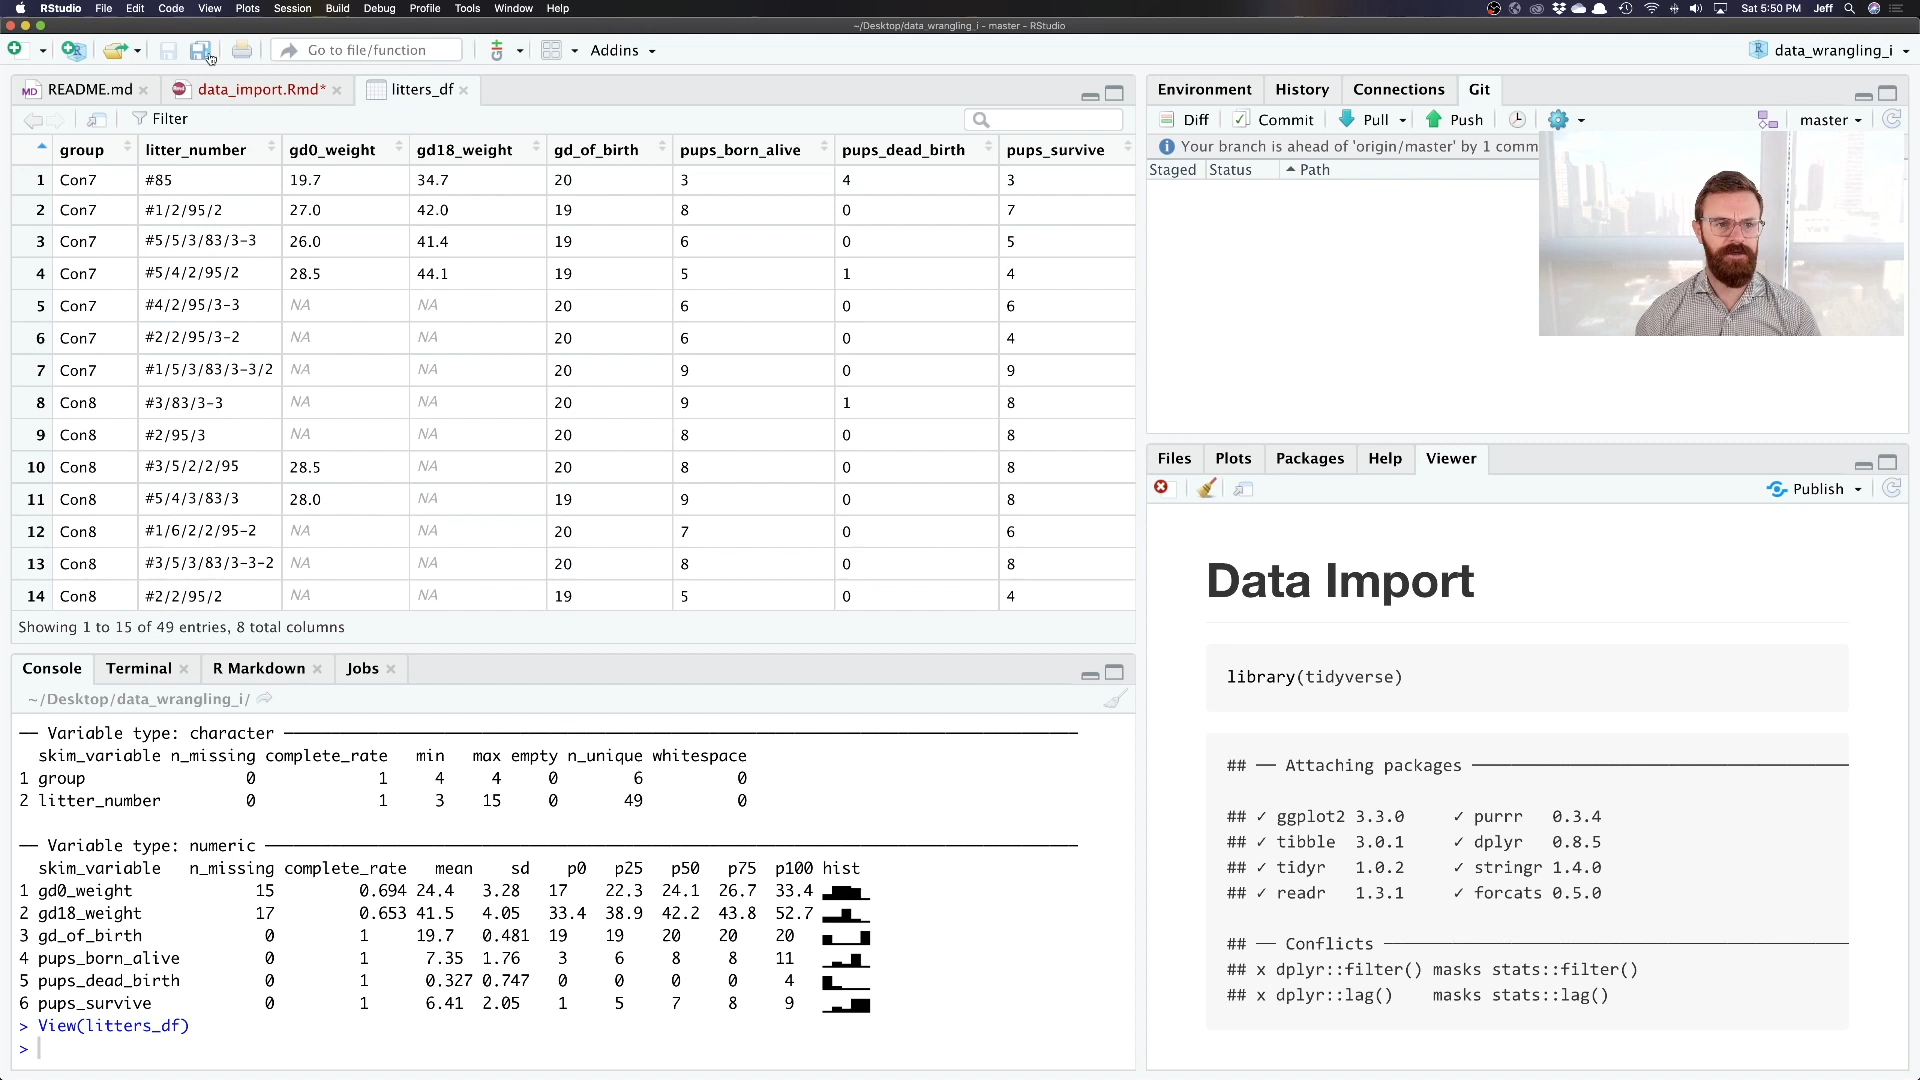 RStudio File Edit Code View Plots Session Build Debug Profile Tools Window Help Sat 5:50 PM Jeff
~/Desktop/data_wrangling_i - master - RStudio
Go to file/function Addins data_wrangling_i
README.md data_import.Rmd* litters_df
Filter
group litter_number gd0_weight gd18_weight gd_of_birth pups_born_alive pups_dead_birth pups_survive
1 Con7 #85 19.7 34.7 20 3 4 3
2 Con7 #1/2/95/2 27.0 42.0 19 8 0 7
3 Con7 #5/5/3/83/3-3 26.0 41.4 19 6 0 5
4 Con7 #5/4/2/95/2 28.5 44.1 19 5 1 4
5 Con7 #4/2/95/3-3 NA NA 20 6 0 6
6 Con7 #2/2/95/3-2 NA NA 20 6 0 4
7 Con7 #1/5/3/83/3-3/2 NA NA 20 9 0 9
8 Con8 #3/83/3-3 NA NA 20 9 1 8
9 Con8 #2/95/3 NA NA 20 8 0 8
10 Con8 #3/5/2/2/95 28.5 NA 20 8 0 8
11 Con8 #5/4/3/83/3 28.0 NA 19 9 0 8
12 Con8 #1/6/2/2/95-2 NA NA 20 7 0 6
13 Con8 #3/5/3/83/3-3-2 NA NA 20 8 0 8
14 Con8 #2/2/95/2 NA NA 19 5 0 4
Showing 1 to 15 of 49 entries, 8 total columns
Console Terminal R Markdown Jobs
~/Desktop/data_wrangling_i/
── Variable type: character ──
skim_variable n_missing complete_rate min max empty n_unique whitespace
1 group 0 1 4 4 0 6 0
2 litter_number 0 1 3 15 0 49 0
── Variable type: numeric ──
skim_variable n_missing complete_rate mean sd p0 p25 p50 p75 p100 hist
1 gd0_weight 15 0.694 24.4 3.28 17 22.3 24.1 26.7 33.4
2 gd18_weight 17 0.653 41.5 4.05 33.4 38.9 42.2 43.8 52.7
3 gd_of_birth 0 1 19.7 0.481 19 19 20 20 20
4 pups_born_alive 0 1 7.35 1.76 3 6 8 8 11
5 pups_dead_birth 0 1 0.327 0.747 0 0 0 0 4
6 pups_survive 0 1 6.41 2.05 1 5 7 8 9
> View(litters_df)
>
Environment History Connections Git
Diff Commit Pull Push master
Your branch is ahead of 'origin/master' by 1 comm
Staged Status Path
Files Plots Packages Help Viewer
Publish
Data Import
library(tidyverse)
## ── Attaching packages ──
## ✓ ggplot2 3.3.0 ✓ purrr 0.3.4
## ✓ tibble 3.0.1 ✓ dplyr 0.8.5
## ✓ tidyr 1.0.2 ✓ stringr 1.4.0
## ✓ readr 1.3.1 ✓ forcats 0.5.0
## ── Conflicts ──
## x dplyr::filter() masks stats::filter()
## x dplyr::lag() masks stats::lag()